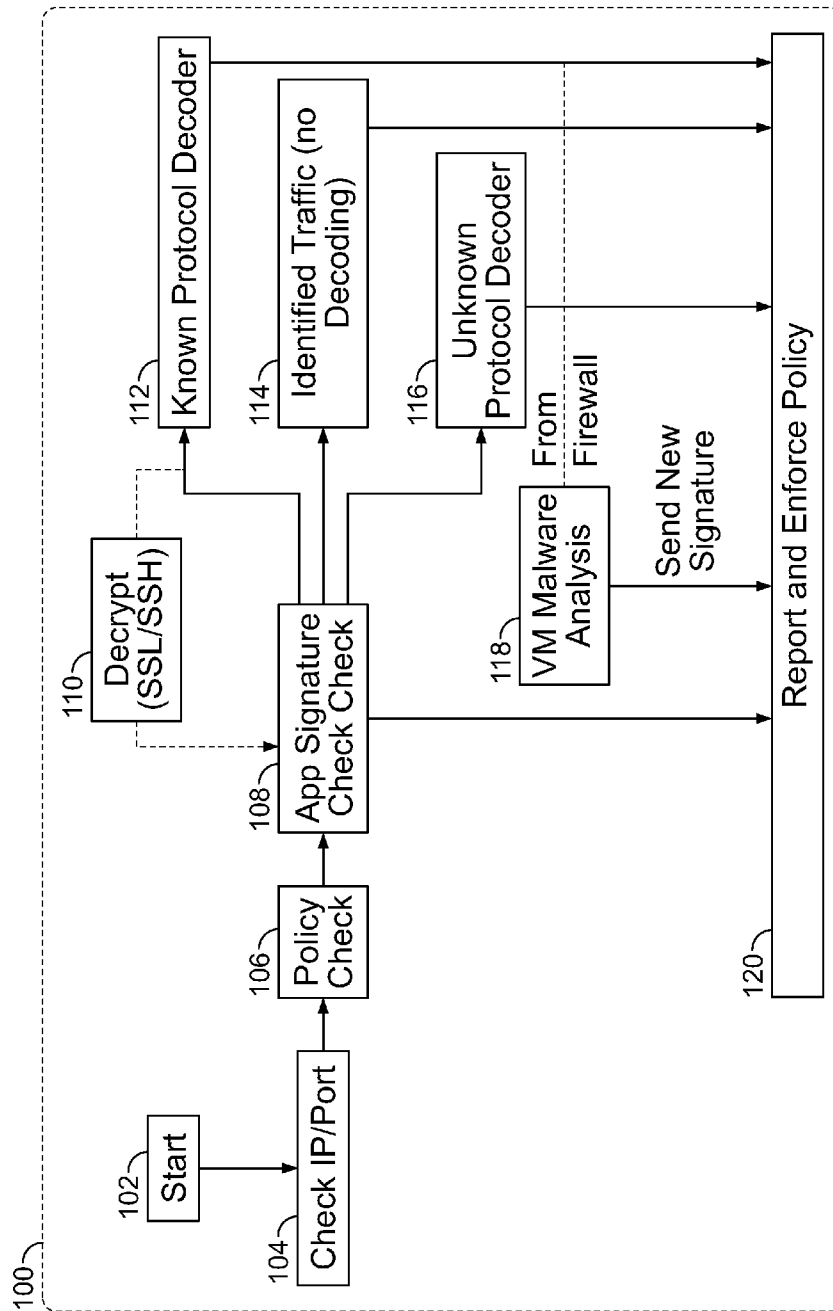 100
102
Start
104
Check IP/Port
106
Policy
Check
108
App Signature
Check Check
110
Decrypt
(SSL/SSH)
112
Known Protocol Decoder
114
Identified Traffic (no
Decoding)
116
Unknown
Protocol Decoder
118
VM Malware
Analysis
From
Firewall
Send New
Signature
120
Report and Enforce Policy